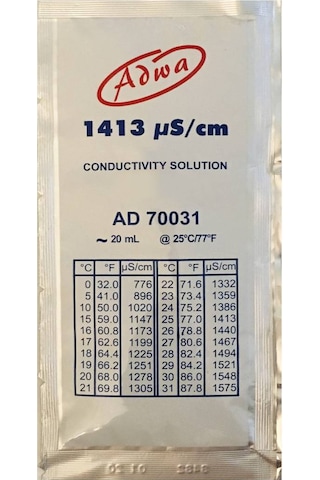 Adwa
1413 µS/cm
CONDUCTIVITY SOLUTION
AD 70031
~ 20 mL @ 25°C/77°F
°C °F µS/cm °C °F µS/cm
0 32.0 776 22 71.6 1332
5 41.0 896 23 73.4 1359
10 50.0 1020 24 75.2 1386
15 59.0 1147 25 77.0 1413
16 60.8 1173 26 78.8 1440
17 62.6 1199 27 80.6 1467
18 64.4 1225 28 82.4 1494
19 66.2 1251 29 84.2 1521
20 68.0 1278 30 86.0 1548
21 69.8 1305 31 87.8 1575